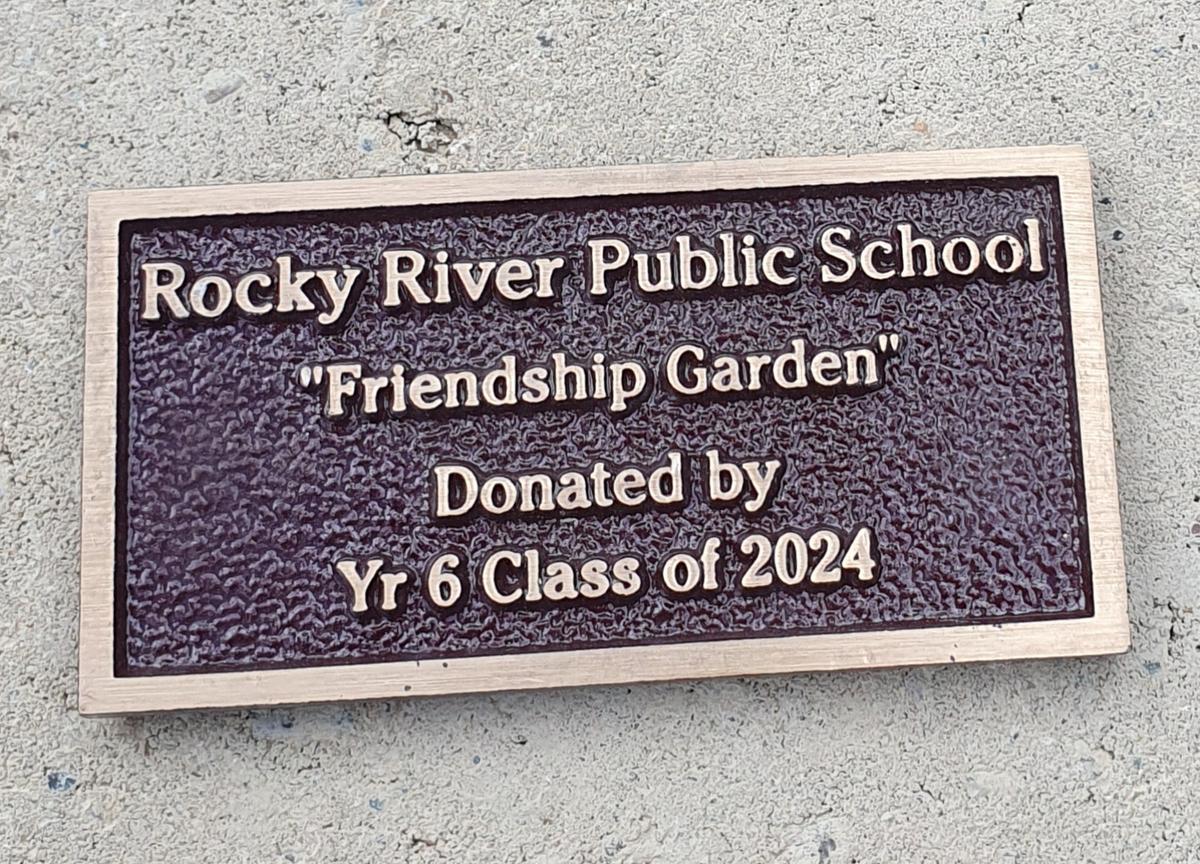 Rocky River Public School
"Friendship Garden"
Donated by
Yr 6 Class of 2024